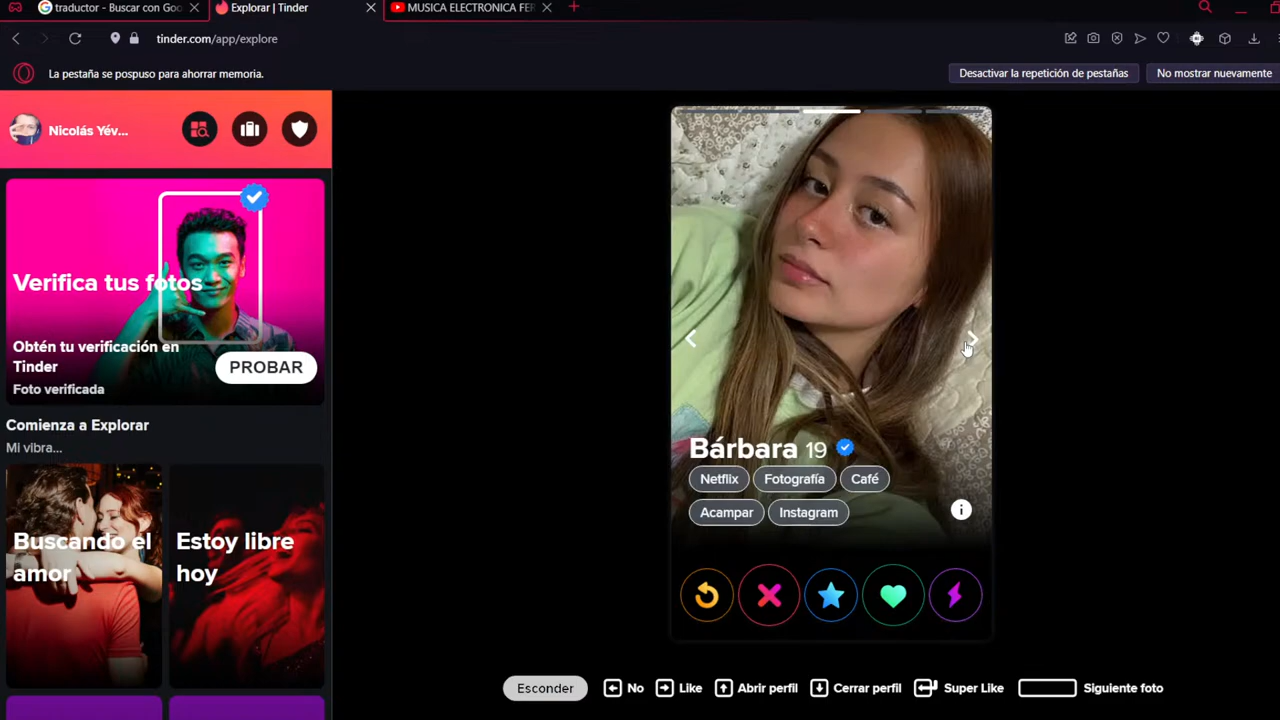 traductor - Buscar con Goo
Explorar | Tinder
MUSICA ELECTRONICA FER
tinder.com/app/explore
La pestaña se pospuso para ahorrar memoria.
Desactivar la repetición de pestañas
No mostrar nuevamente
Nicolás Yév...
Verifica tus fotos
Obtén tu verificación en
Tinder
PROBAR
Foto verificada
Comienza a Explorar
Mi vibra...
Buscando el
amor
Estoy libre
hoy
Bárbara 19
Netflix
Fotografía
Café
Acampar
Instagram
Esconder
No
Like
Abrir perfil
Cerrar perfil
Super Like
Siguiente foto